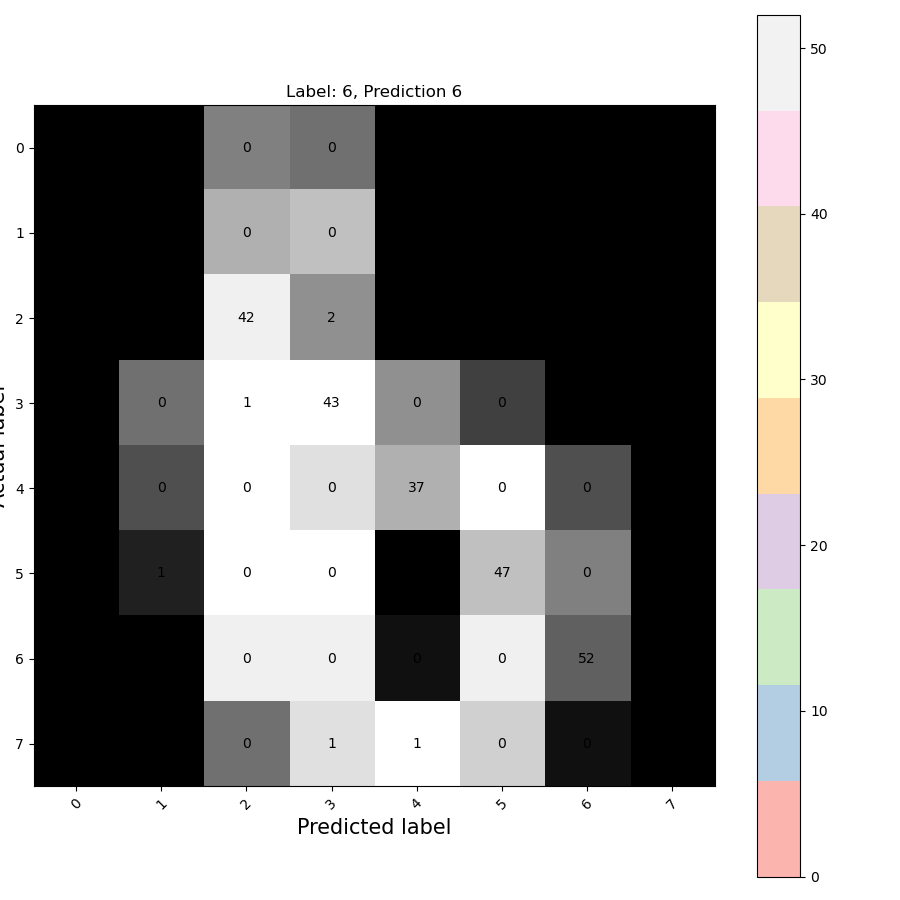 Label: 6, Prediction 6
0 0 0
1 0 0
2 42 2
3 0 1 43 0 0
4 0 0 0 37 0 0
5 1 0 0 47 0
6 0 0 0 0 52
7 0 1 1 0 0
0 1 2 3 4 5 6 7
Predicted label
Actual label
50
40
30
20
10
0